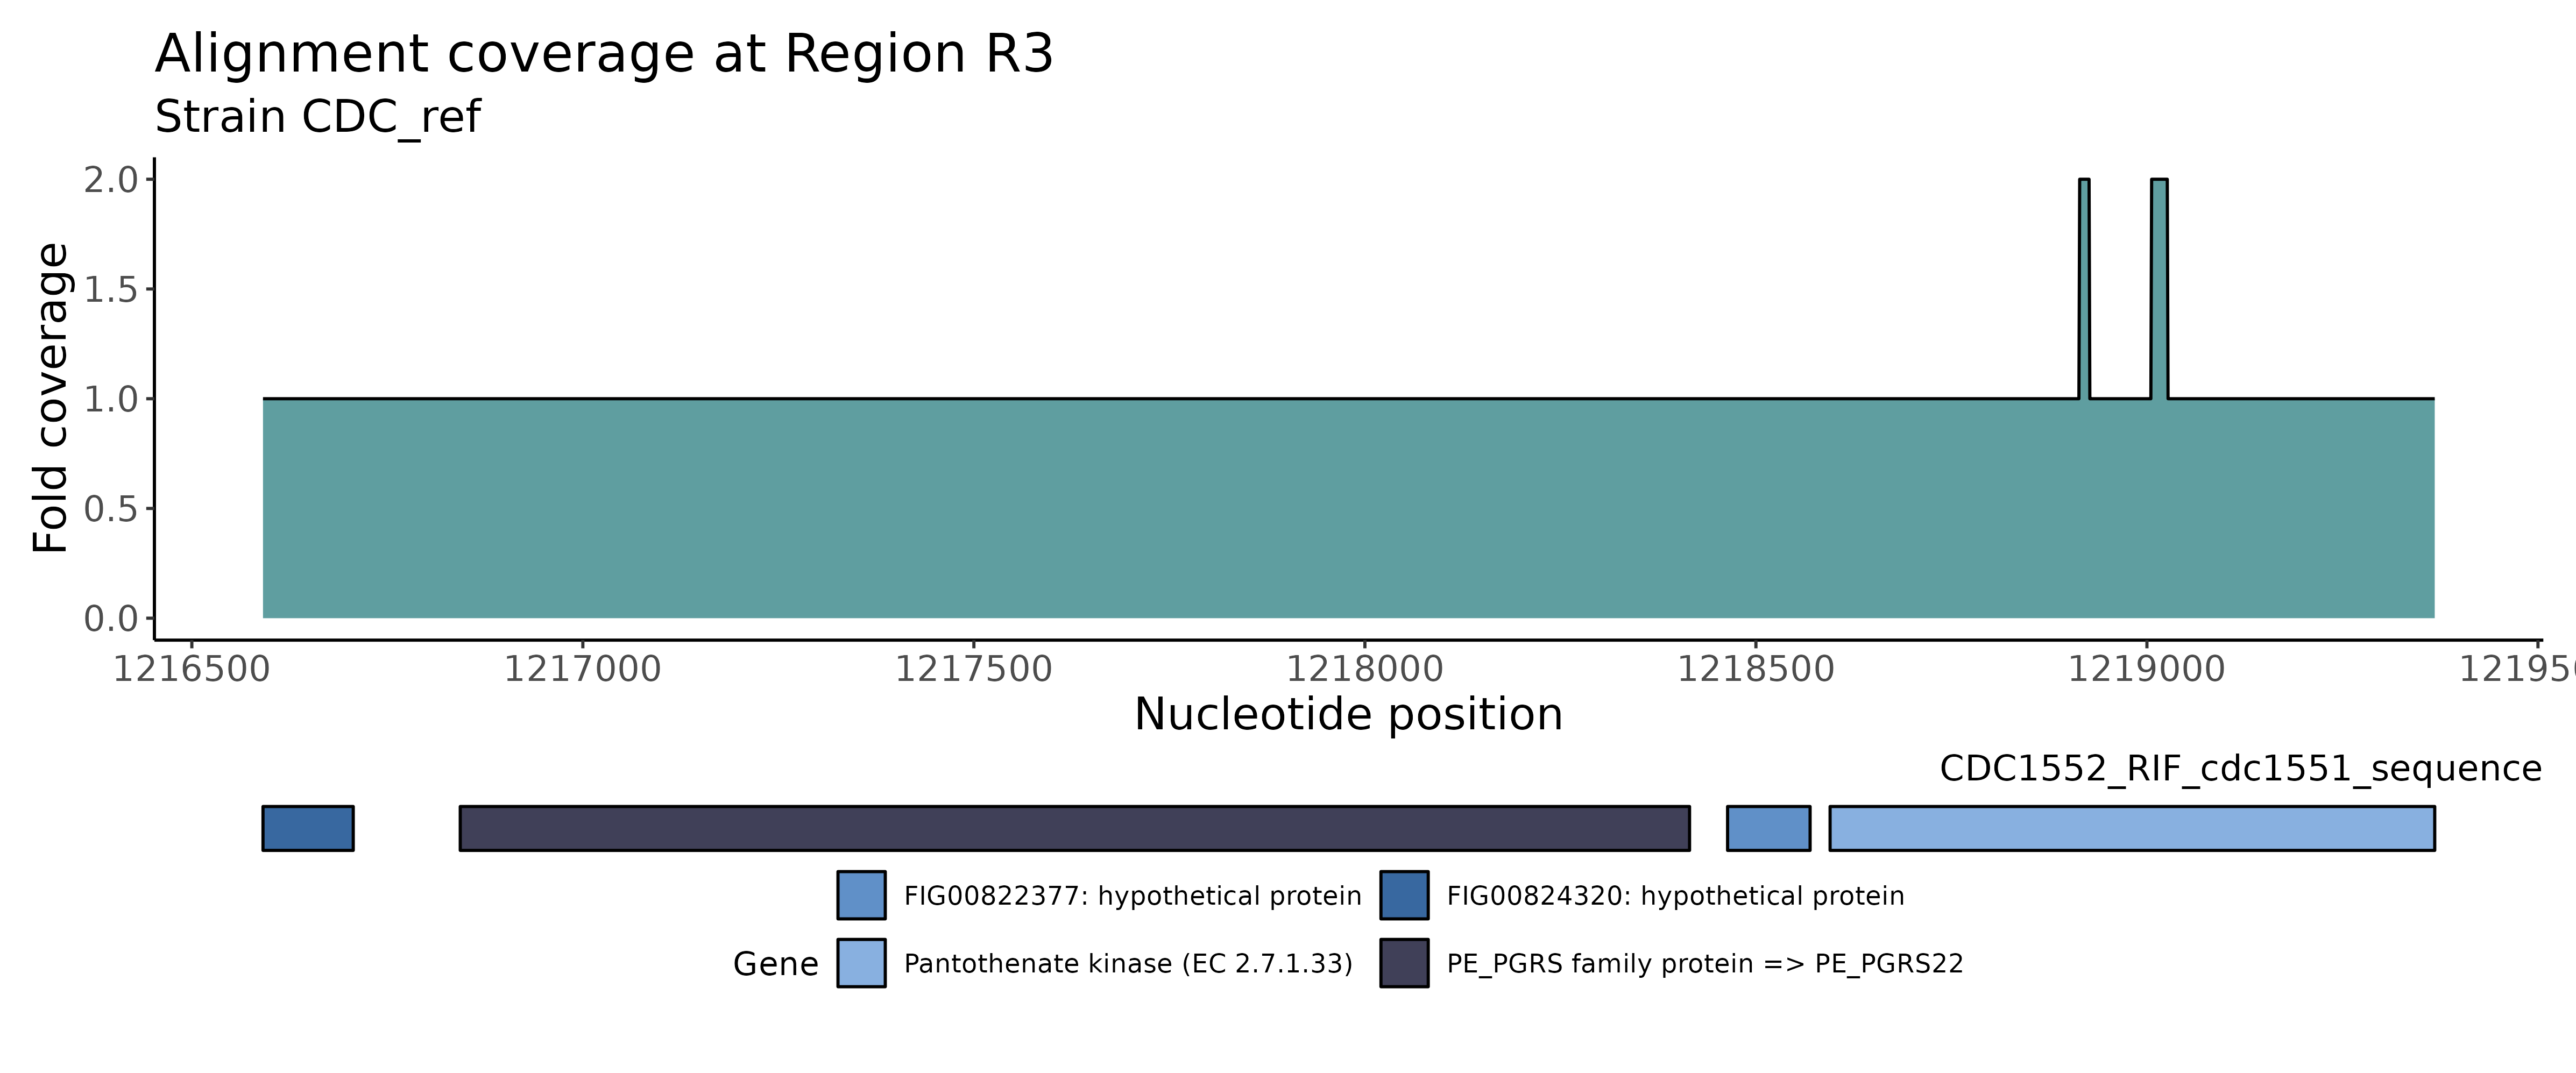 Alignment coverage at Region R3
Strain CDC_ref
Fold coverage
2.0
1.5
1.0
0.5
0.0
1216500 1217000 1217500 1218000 1218500 1219000 12195
Nucleotide position
CDC1552_RIF_cdc1551_sequence
Gene
FIG00822377: hypothetical protein FIG00824320: hypothetical protein
Pantothenate kinase (EC 2.7.1.33) PE_PGRS family protein => PE_PGRS22